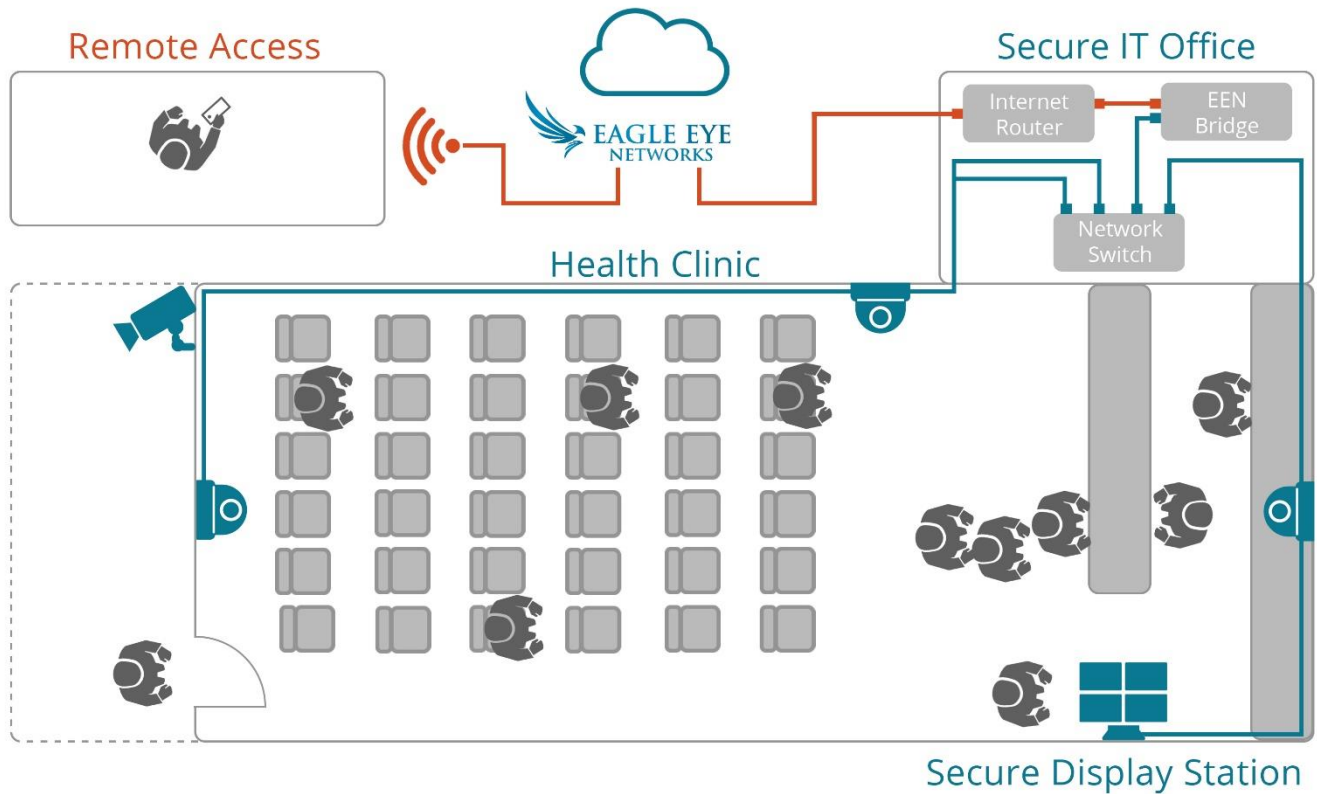 Remote Access
Secure IT Office
Internet
Router
EEN
Bridge
EAGLE EYE
NETWORKS
Network
Switch
Health Clinic
Secure Display Station